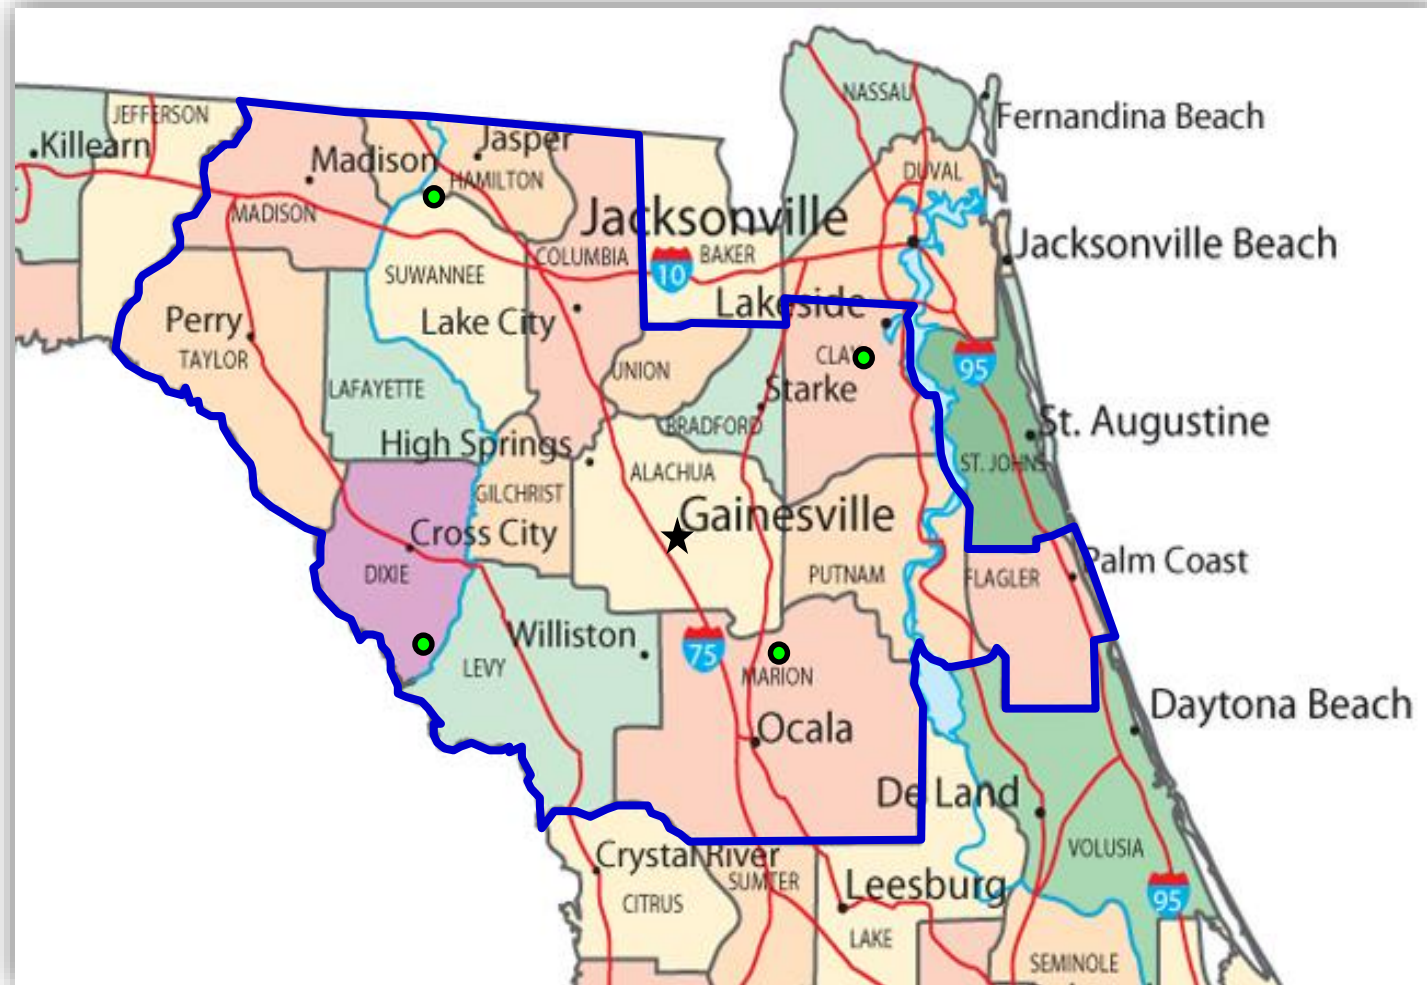 NASSAU
JEFFERSON
Fernandina Beach
Killearn
Jasper
Madison
HAMILTON
DUVAL
MADISON
Jacksonville
Jacksonville Beach
COLUMBIA
BAKER
SUWANNEE
10
Lakeside
Perry
Lake City
TAYLOR
CLAY
95
UNION
LAFAYETTE
Starke
St. Augustine
BRADFORD
High Springs
ALACHUA
ST. JOHNS
GILCHRIST
Gainesville
Cross City
Palm Coast
DIXIE
PUTNAM
FLAGLER
Williston
75
LEVY
MARION
Daytona Beach
Ocala
De Land
VOLUSIA
Crystal River
SUMTER
Leesburg
95
CITRUS
LAKE
SEMINOLE